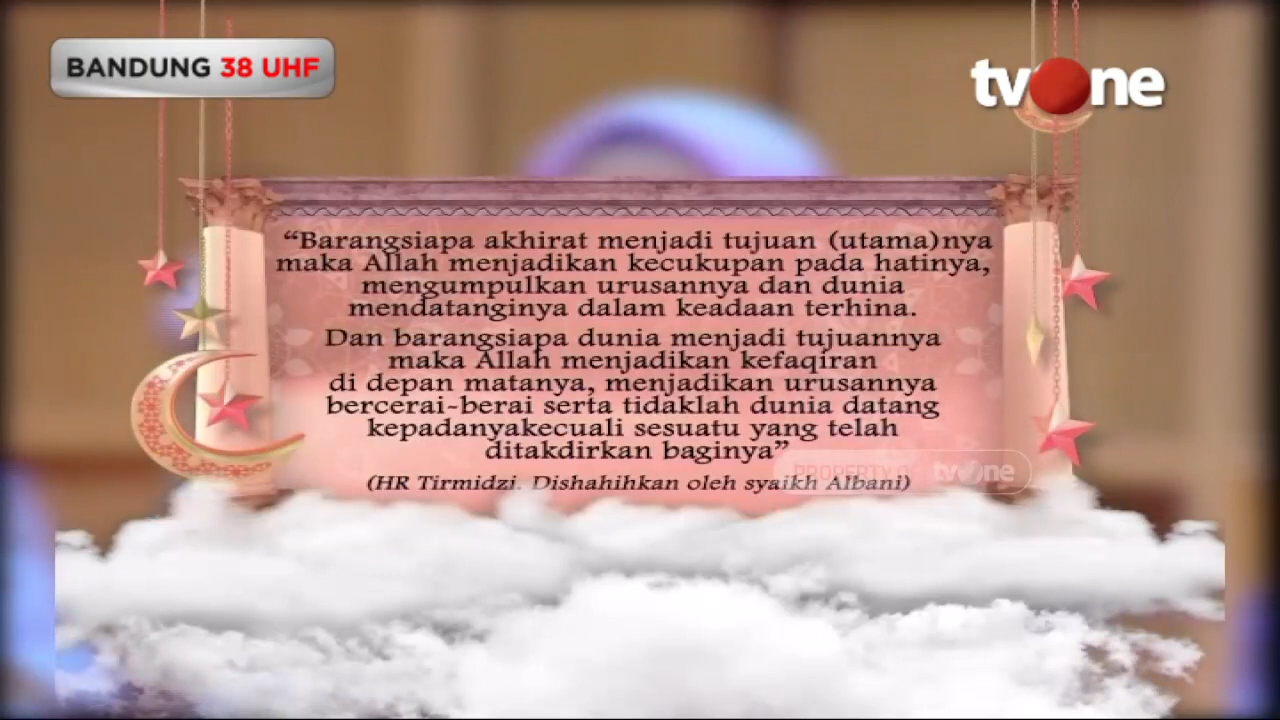 BANDUNG 38 UHF
tvOne
“Barangsiapa akhirat menjadi tujuan (utama)nya
maka Allah menjadikan kecukupan pada hatinya,
mengumpulkan urusannya dan dunia
mendatanginya dalam keadaan terhina.
Dan barangsiapa dunia menjadi tujuannya
maka Allah menjadikan kefaqiran
di depan matanya, menjadikan urusannya
bercerai-berai serta tidaklah dunia datang
kepadanyakecuali sesuatu yang telah
ditakdirkan baginya”
(HR Tirmidzi. Dishahihkan oleh syaikh Albani)
PROPERTY OF tvOne